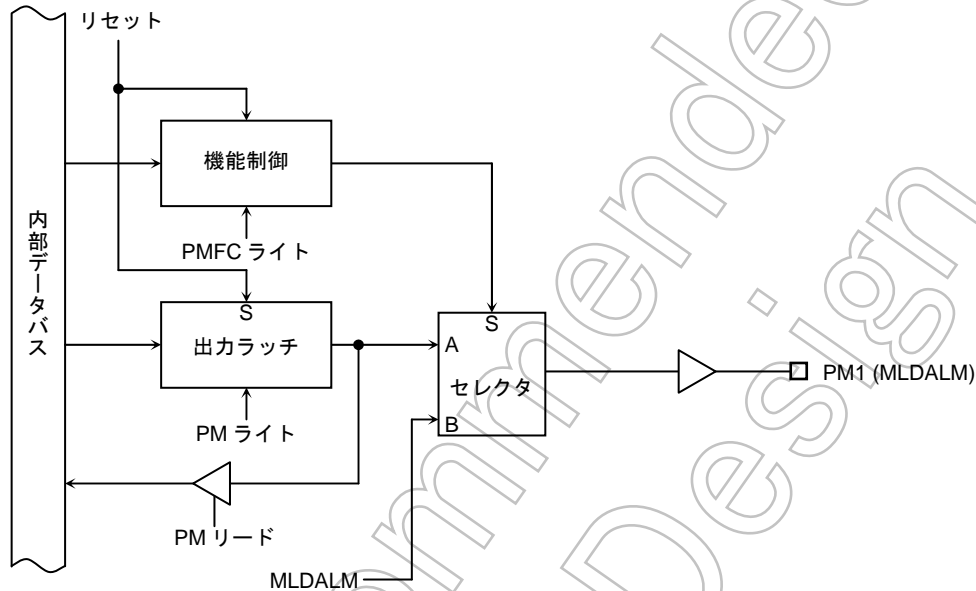 リセット
機能制御
PMFC ライト
内部データバス
S
出力ラッチ
PM ライト
PM リード
S
A
セレクタ
B
PM1 (MLDALM)
MLDALM
ommende
Design